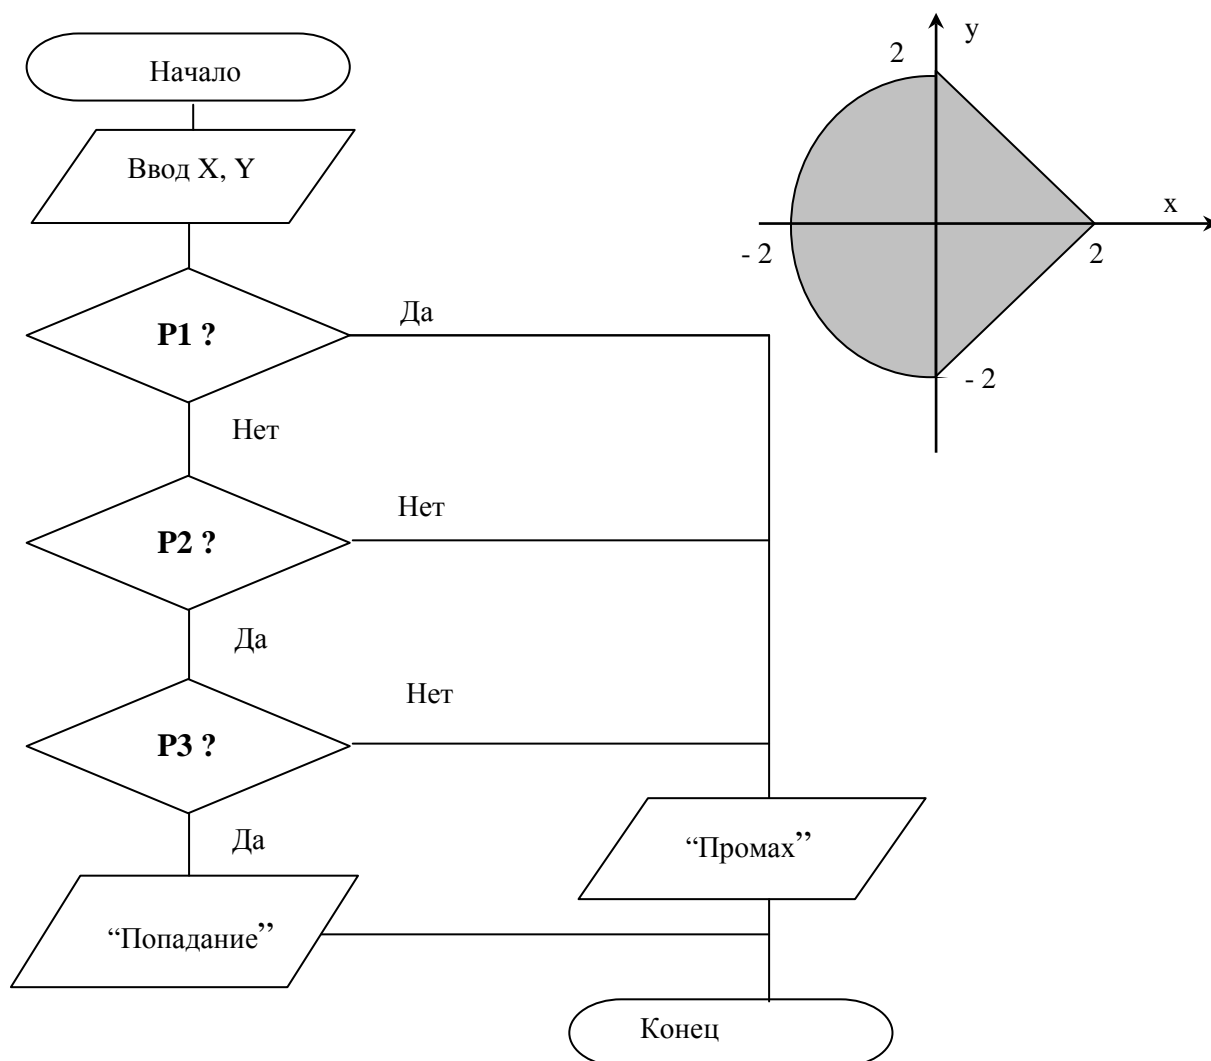 Начало
Ввод X, Y
P1 ?
Да
Нет
P2 ?
Нет
Да
P3 ?
Нет
Да
“Попадание”
“Промах”
Конец
y
2
x
- 2
2
- 2